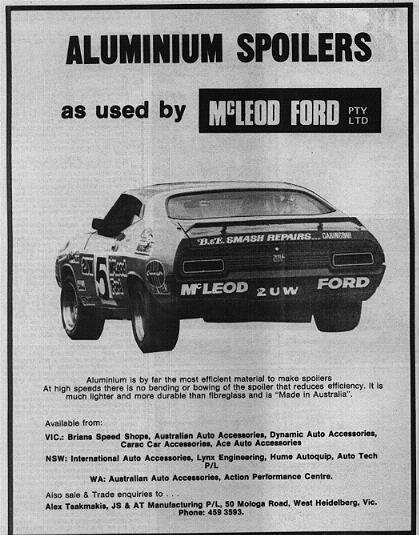 ALUMINIUM SPOILERS
as used by McLEOD FORD PTY LTD
B&E. SMASH REPAIRS...
2UW 5 McLeod Ford
McLEOD 2UW FORD
Aluminium is by far the most efficient material to make spoilers
At high speeds there is no bending or bowing of the spoiler that reduces efficiency. It is
much lighter and more durable than fibreglass and is "Made in Australia".
Available from:
VIC.: Brians Speed Shops, Australian Auto Accessories, Dynamic Auto Accessories,
Carac Car Accessories, Ace Auto Accessories
NSW: International Auto Accessories, Lynx Engineering, Hume Autoquip, Auto Tech
P/L
WA: Australian Auto Accessories, Action Performance Centre.
Also sale & Trade enquiries to . . .
Alex Tsakmakis, JS & AT Manufacturing P/L, 50 Mologa Road, West Heidelberg, Vic.
Phone: 459 3593.